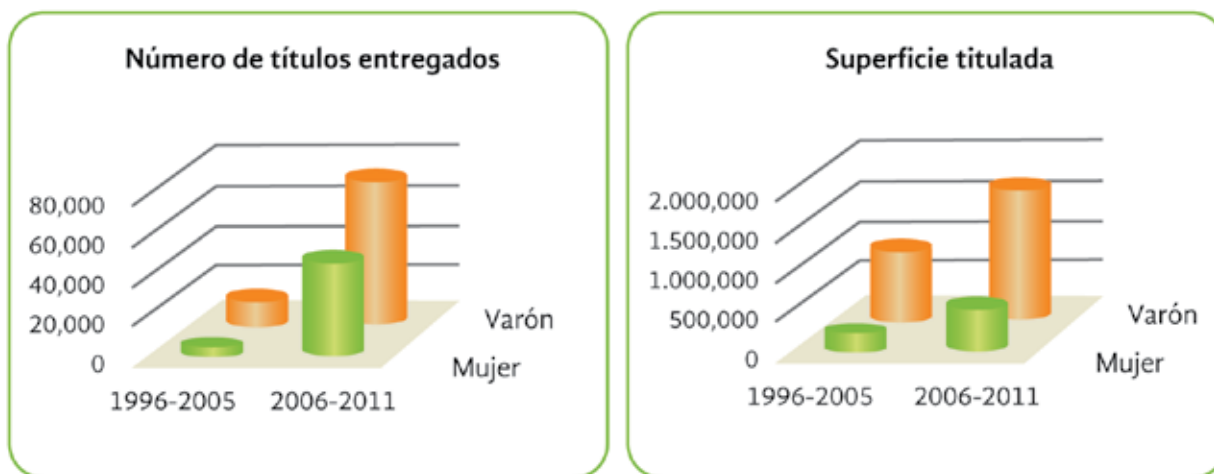 Número de títulos entregados
80,000
60,000
40,000
20,000
0
Varón
Mujer
1996-2005 2006-2011
Superficie titulada
2.000,000
1.500,000
1.000,000
500,000
0
Varón
Mujer
1996-2005 2006-2011